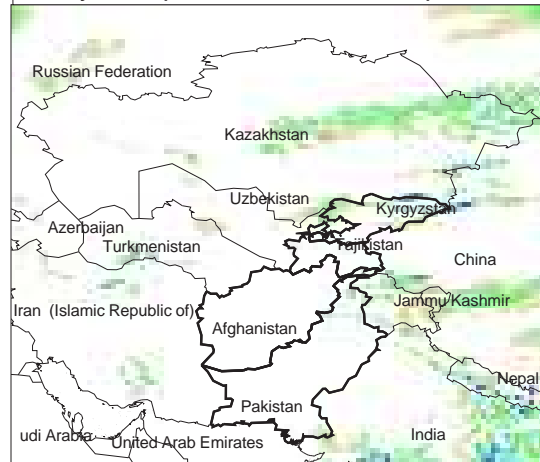 Russian Federation
Kazakhstan
Uzbekistan
Kyrgyzstan
Azerbaijan
Turkmenistan
Tajikistan
China
Iran (Islamic Republic of)
Jammu/Kashmir
Afghanistan
Nepal
Pakistan
udi Arabia
United Arab Emirates
India